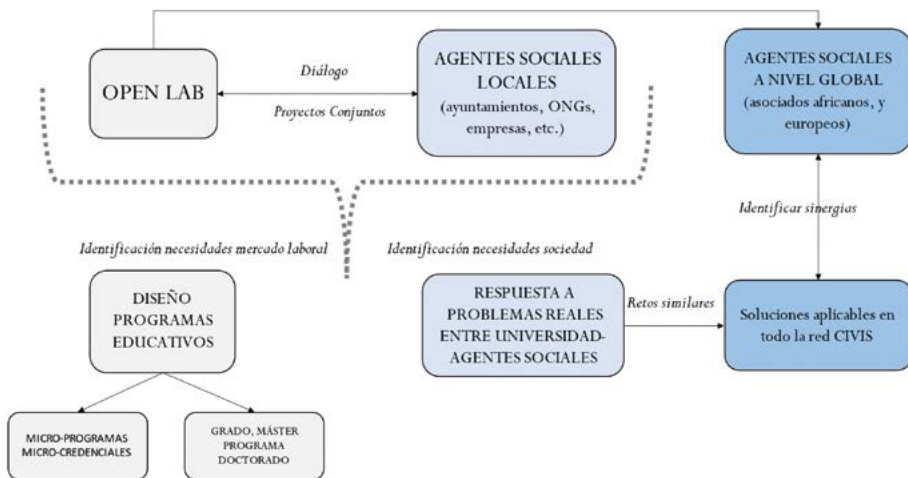 OPEN LAB
Diálogo
Proyectos Conjuntos
AGENTES SOCIALES
LOCALES
(ayuntamientos, ONGs,
empresas, etc.)
AGENTES SOCIALES
A NIVEL GLOBAL
(asociados africanos, y
europeos)
Identificar sinergias
Identificación necesidades mercado laboral
Identificación necesidades sociedad
DISEÑO
PROGRAMAS
EDUCATIVOS
RESPUESTA A
PROBLEMAS REALES
ENTRE UNIVERSIDAD-
AGENTES SOCIALES
Retos similares
Soluciones aplicables en
todo la red CIVIS
MICRO-PROGRAMAS
MICRO-CREDENCIALES
GRADO, MÁSTER
PROGRAMA
DOCTORADO